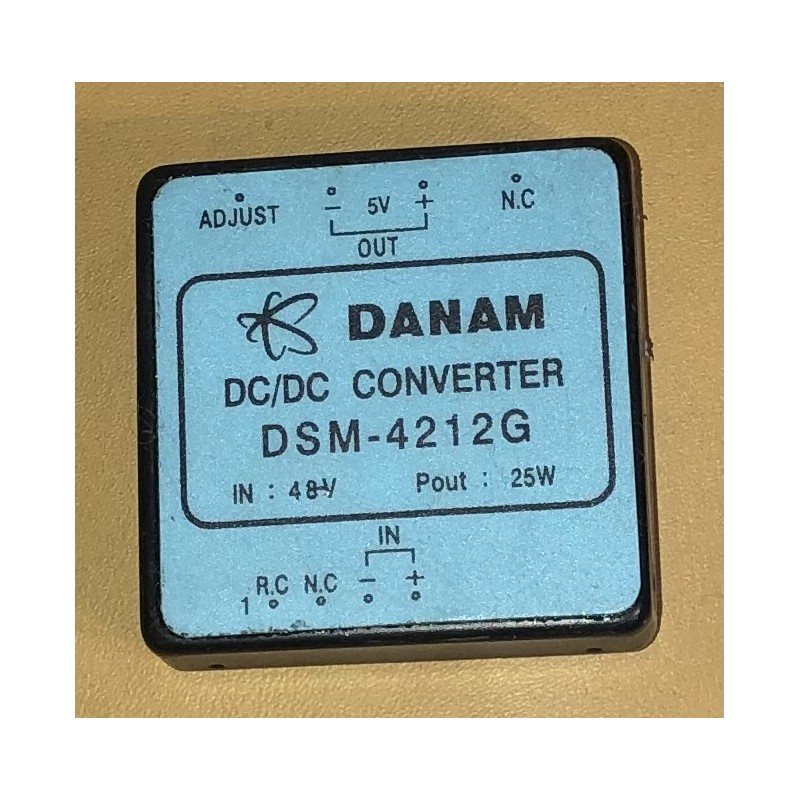 ADJUST - 5V + N.C
OUT
DANAM
DC/DC CONVERTER
DSM-4212G
IN : 48V Pout : 25W
IN
1 R.C N.C - +